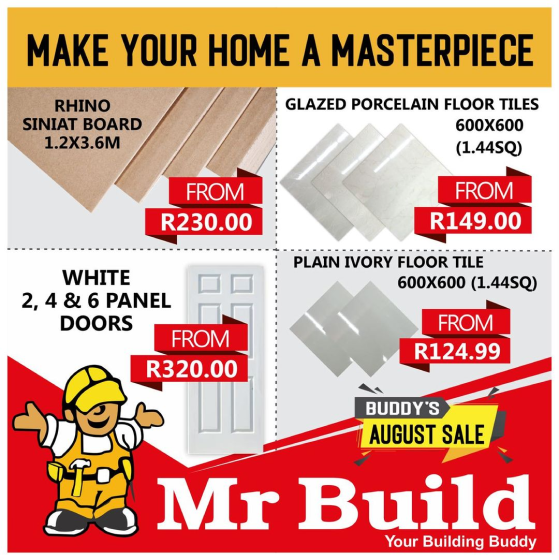 MAKE YOUR HOME A MASTERPIECE
RHINO
SINIAT BOARD
1.2X3.6M
FROM
R230.00
GLAZED PORCELAIN FLOOR TILES
600X600
(1.44SQ)
FROM
R149.00
WHITE
2, 4 & 6 PANEL
DOORS
FROM
R320.00
PLAIN IVORY FLOOR TILE
600X600 (1.44SQ)
FROM
R124.99
BUDDY'S
AUGUST SALE
Mr Build
Your Building Buddy